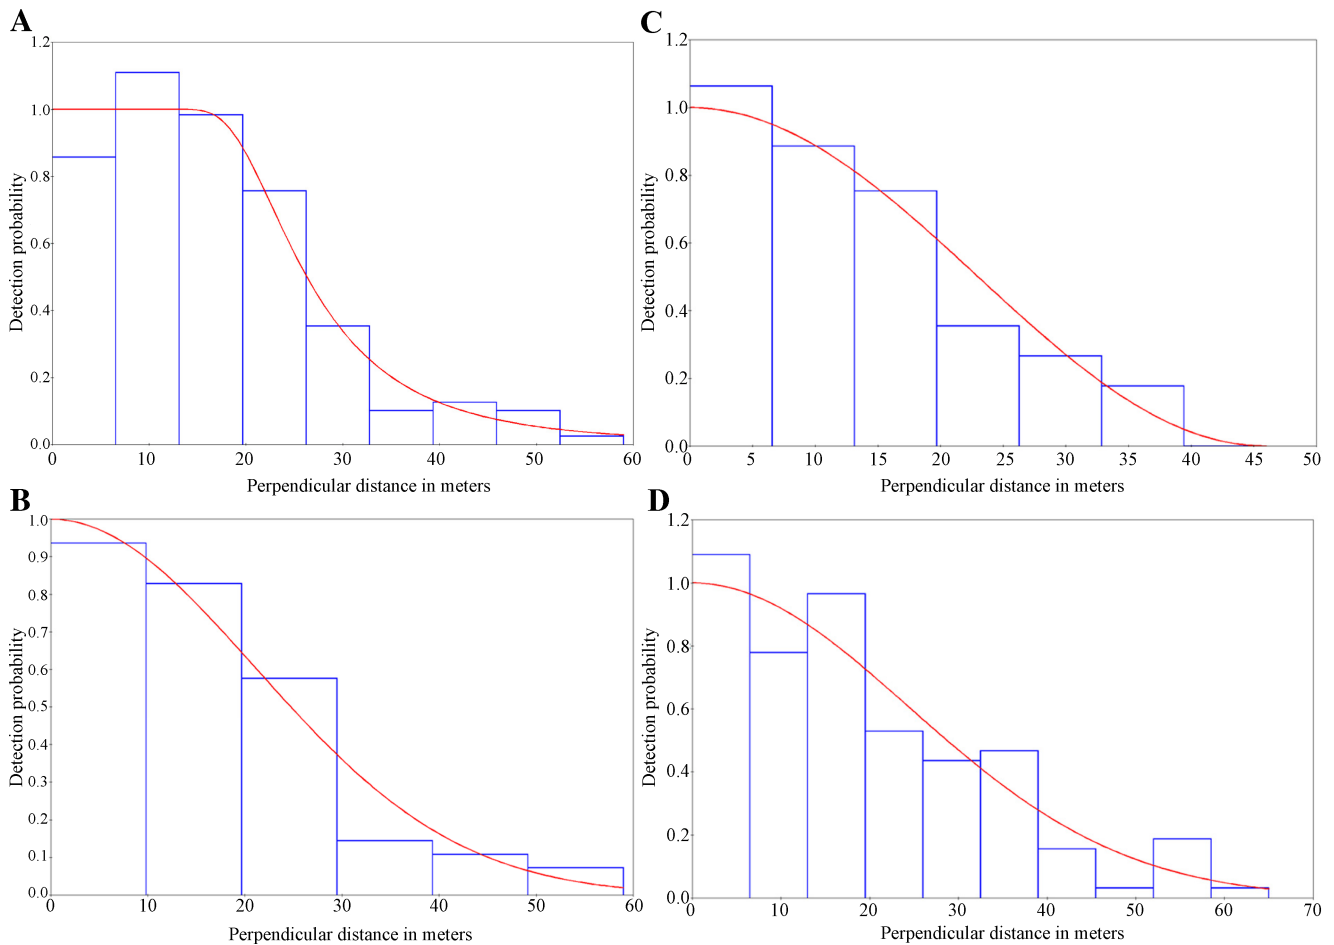 A
1.2
1.0
0.8
0.6
0.4
0.2
0.0
Detection probability
0 10 20 30 40 50 60
Perpendicular distance in meters
B
1.0
0.9
0.8
0.7
0.6
0.5
0.4
0.3
0.2
0.1
0.0
Detection probability
0 10 20 30 40 50 60
Perpendicular distance in meters
C
1.2
1.0
0.8
0.6
0.4
0.2
0.0
Detection probability
0 5 10 15 20 25 30 35 40 45 50
Perpendicular distance in meters
D
1.2
1.0
0.8
0.6
0.4
0.2
0.0
Detection probability
0 10 20 30 40 50 60 70
Perpendicular distance in meters